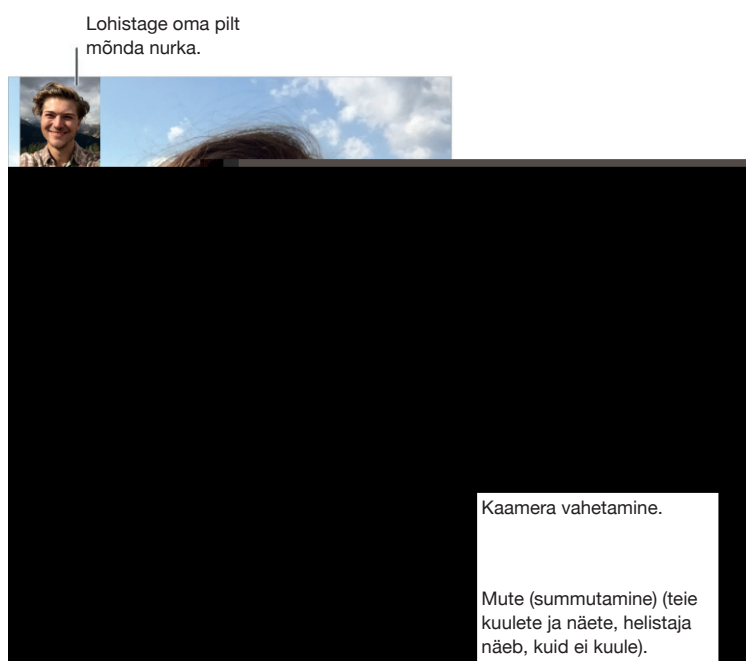 Lohistage oma pilt
mõnda nurka.
Kaamera vahetamine.
Mute (summutamine) (teie
kuulete ja näete, helistaja
näeb, kuid ei kuule).